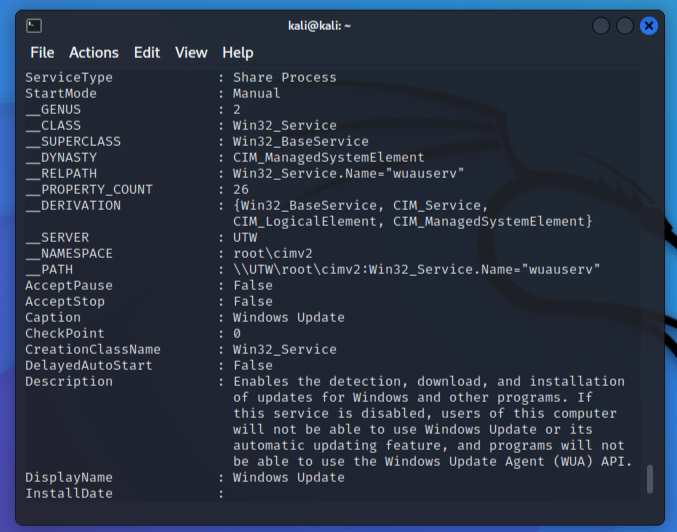 kali@kali: ~
File Actions Edit View Help
ServiceType : Share Process
StartMode : Manual
__GENUS : 2
__CLASS : Win32_Service
__SUPERCLASS : Win32_BaseService
__DYNASTY : CIM_ManagedSystemElement
__RELPATH : Win32_Service.Name="wuauserv"
__PROPERTY_COUNT : 26
__DERIVATION : {Win32_BaseService, CIM_Service,
CIM_LogicalElement, CIM_ManagedSystemElement}
__SERVER : UTW
__NAMESPACE : root\cimv2
__PATH : \\UTW\root\cimv2:Win32_Service.Name="wuauserv"
AcceptPause : False
AcceptStop : False
Caption : Windows Update
CheckPoint : 0
CreationClassName : Win32_Service
DelayedAutoStart : False
Description : Enables the detection, download, and installation
of updates for Windows and other programs. If
this service is disabled, users of this computer
will not be able to use Windows Update or its
automatic updating feature, and programs will not
be able to use the Windows Update Agent (WUA) API.
DisplayName : Windows Update
InstallDate :